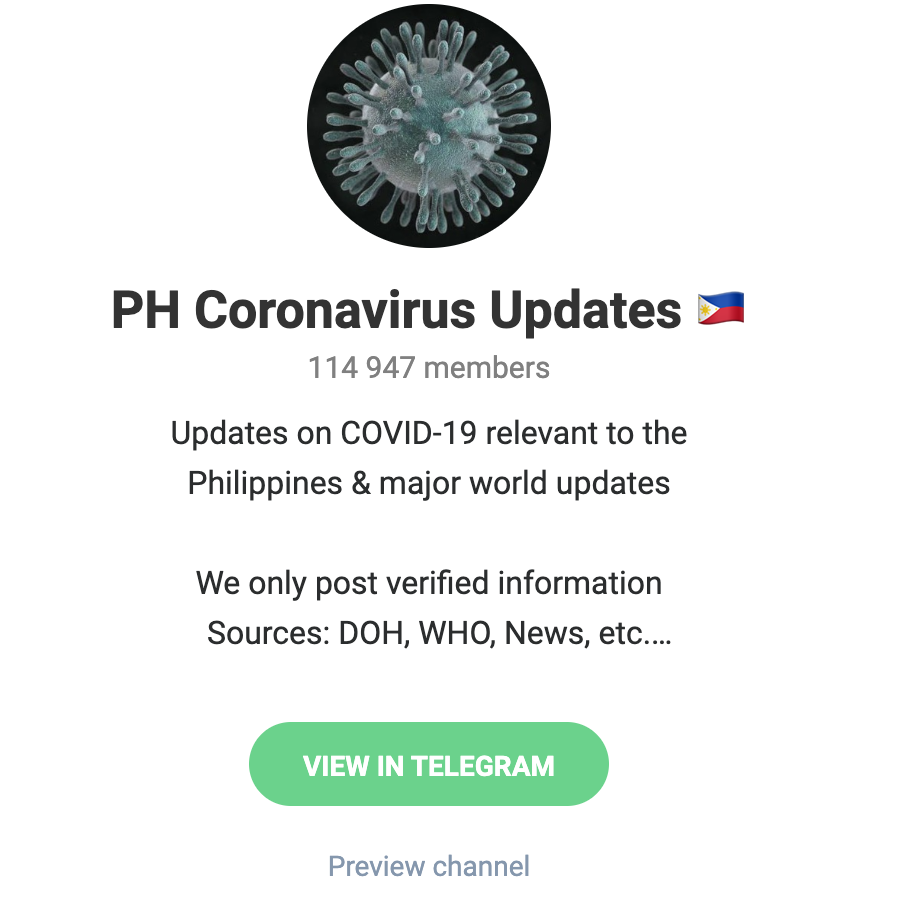 PH Coronavirus Updates 🇵🇭
114 947 members
Updates on COVID-19 relevant to the
Philippines & major world updates
We only post verified information
Sources: DOH, WHO, News, etc....
VIEW IN TELEGRAM
Preview channel